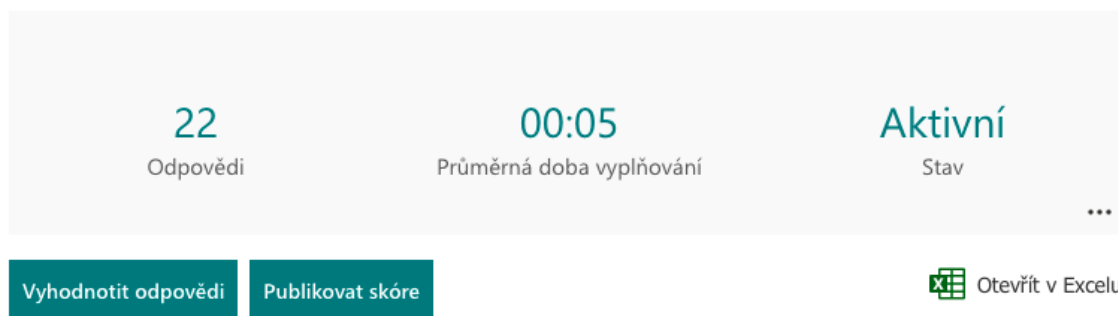 22 00:05 Aktivní
Odpovědi Průměrná doba vyplňování Stav
...
Vyhodnotit odpovědi Publikovat skóre Otevřít v Excelu